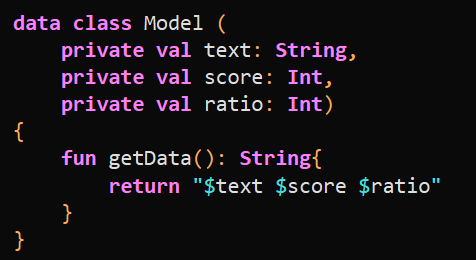 data class Model (
    private val text: String,
    private val score: Int,
    private val ratio: Int)
{
    fun getData(): String{
        return "$text $score $ratio"
    }
}